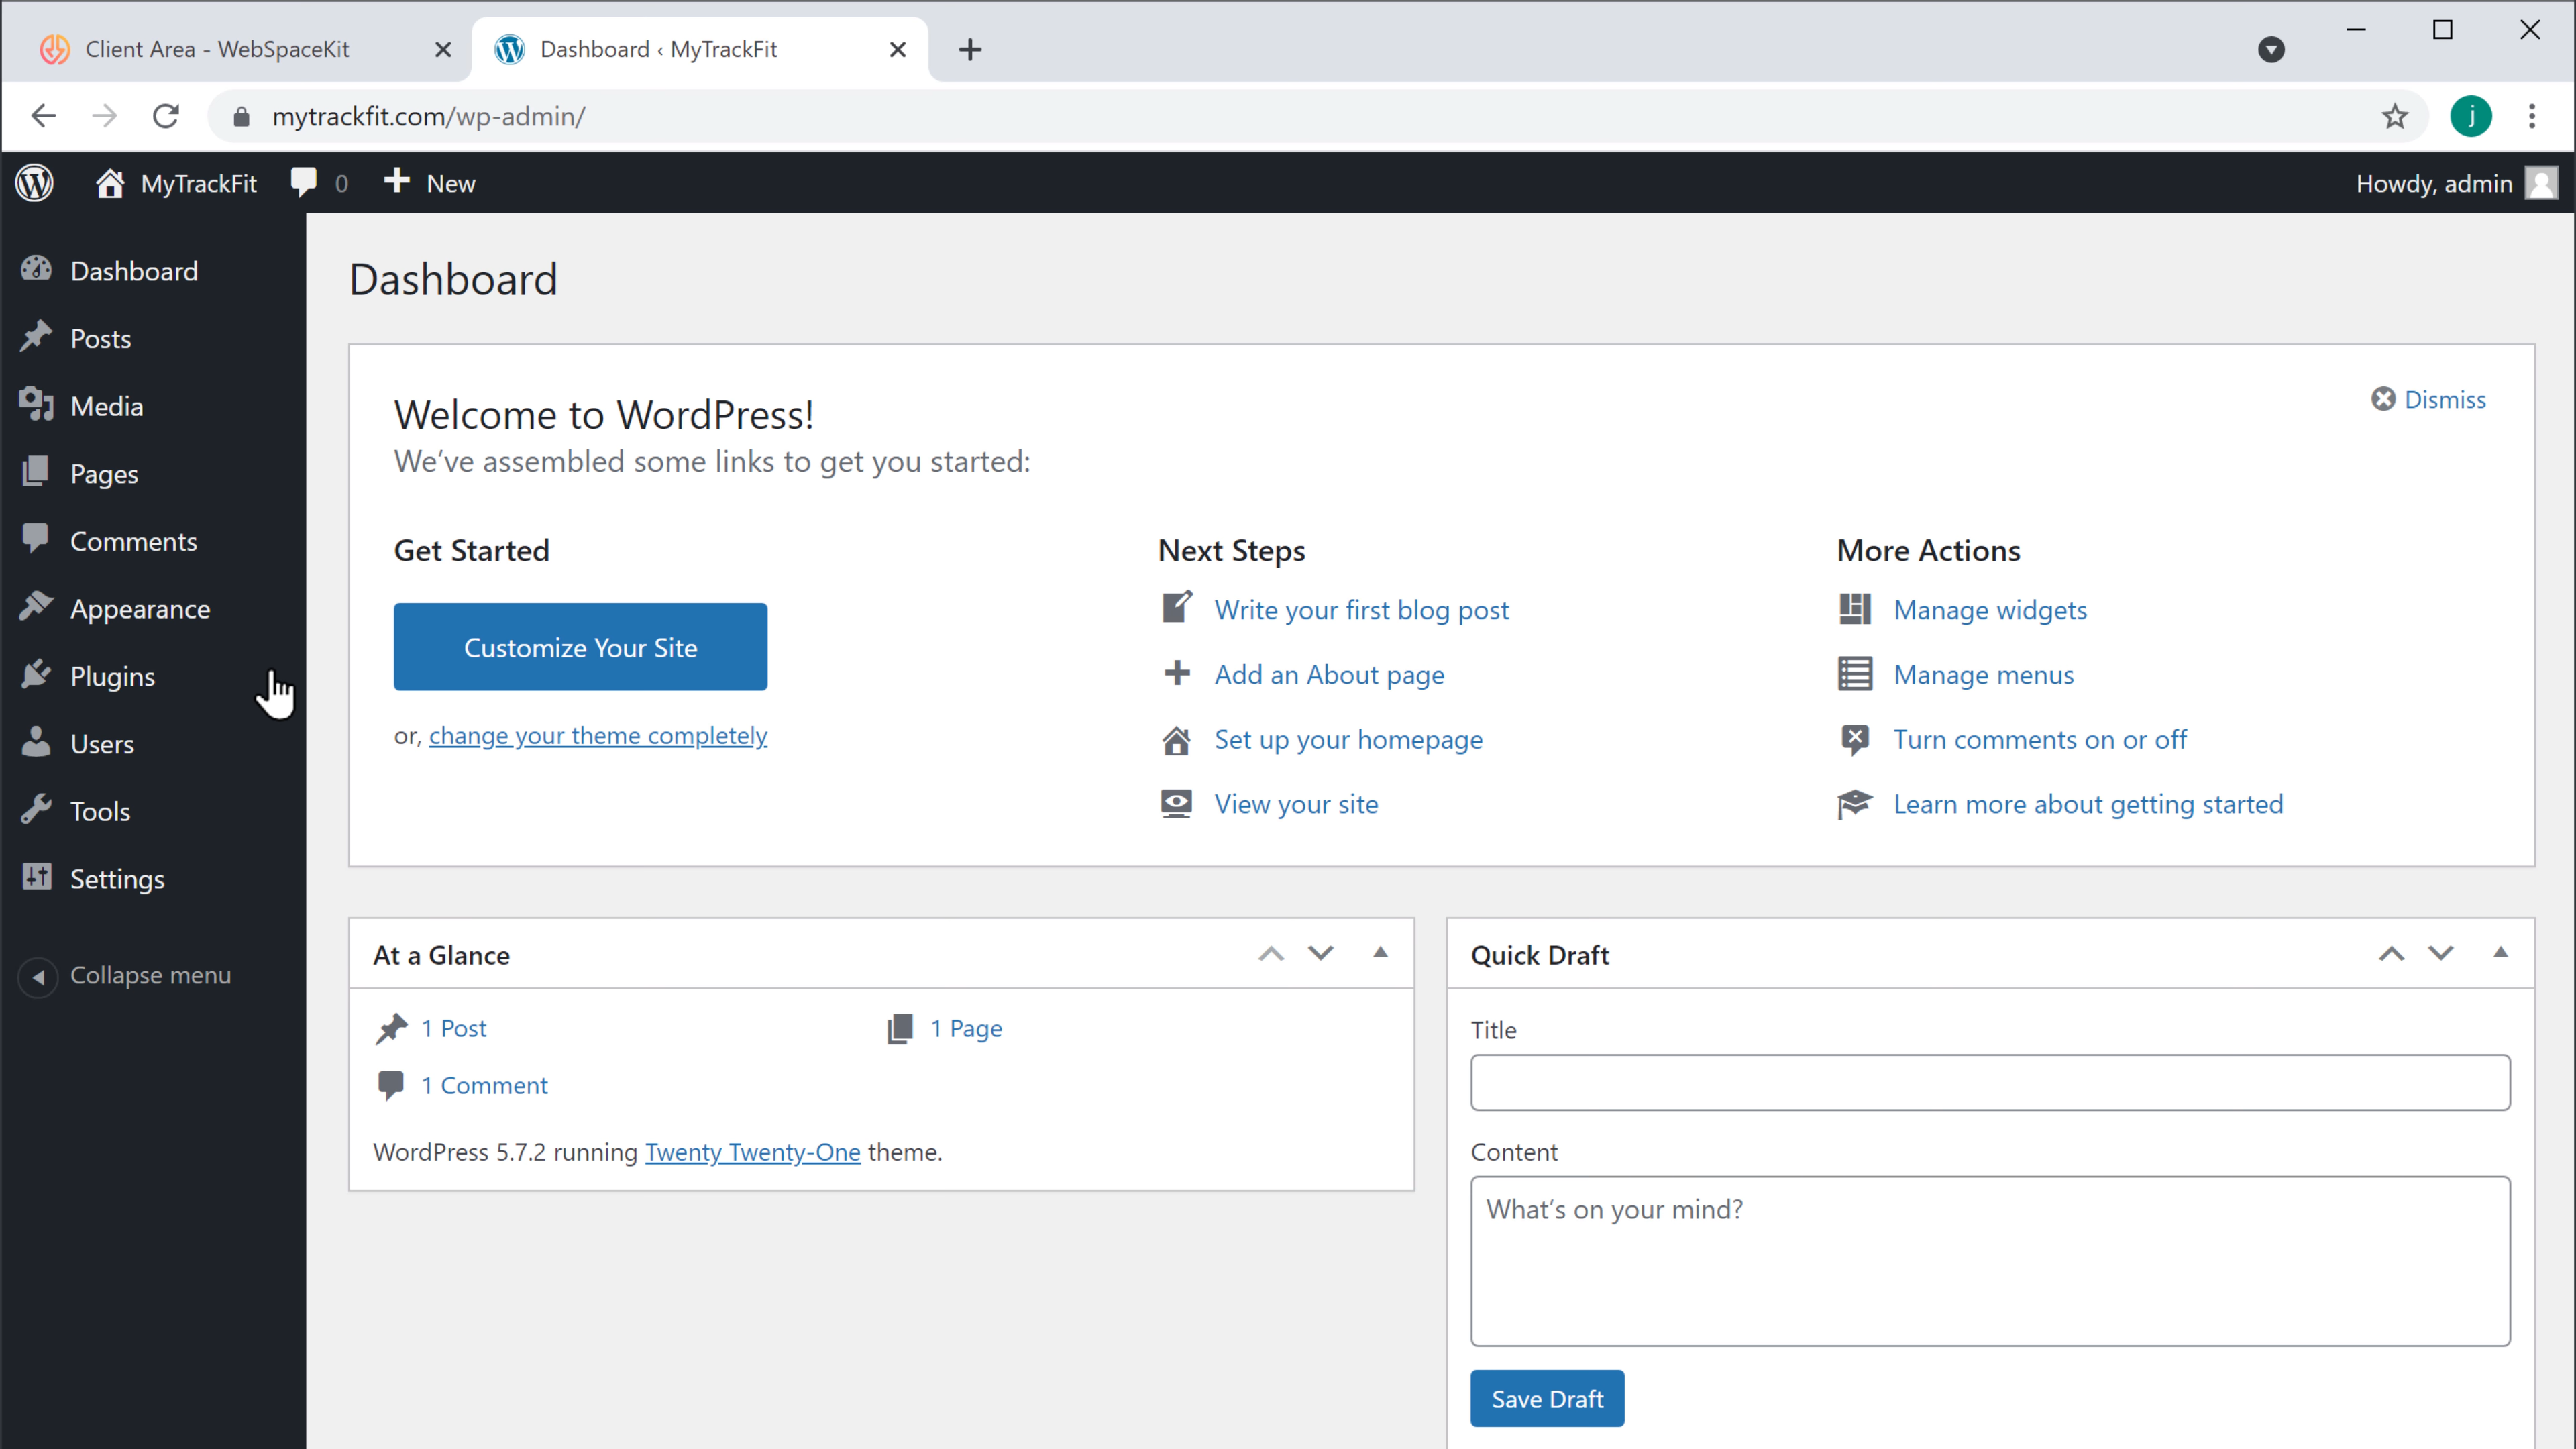 Client Area - WebSpaceKit
Dashboard ‹ MyTrackFit
mytrackfit.com/wp-admin/
j
MyTrackFit
0
New
Howdy, admin
Dashboard
Posts
Media
Pages
Comments
Appearance
Plugins
Users
Tools
Settings
Collapse menu
Dashboard
Welcome to WordPress!
We’ve assembled some links to get you started:
Dismiss
Get Started
Customize Your Site
or, change your theme completely
Next Steps
Write your first blog post
Add an About page
Set up your homepage
View your site
More Actions
Manage widgets
Manage menus
Turn comments on or off
Learn more about getting started
At a Glance
1 Post
1 Page
1 Comment
WordPress 5.7.2 running Twenty Twenty-One theme.
Quick Draft
Title
Content
What’s on your mind?
Save Draft